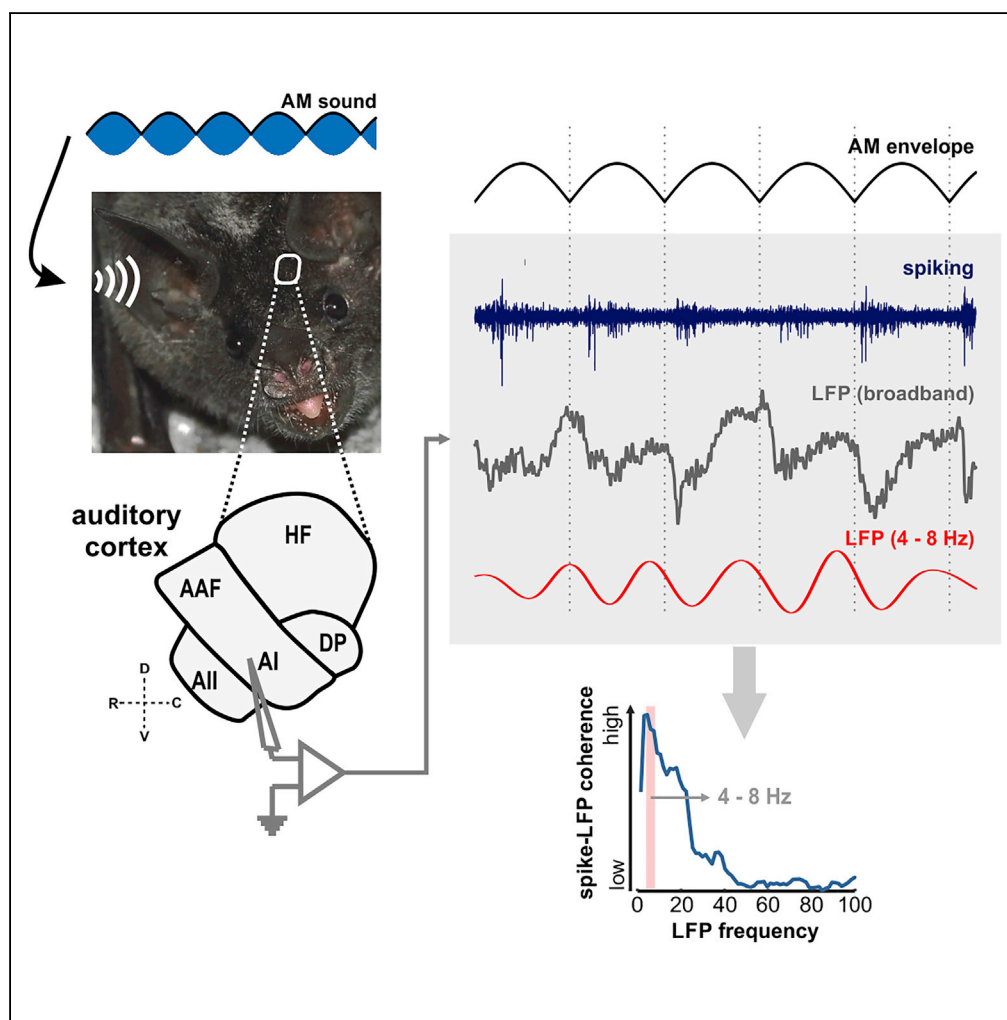 AM sound
auditory
cortex
HF
AAF
DP
AI
AII
D
R
C
V
AM envelope
spiking
LFP (broadband)
LFP (4 - 8 Hz)
spike-LFP coherence
high
low
4 - 8 Hz
0
20
40
60
80
100
LFP frequency